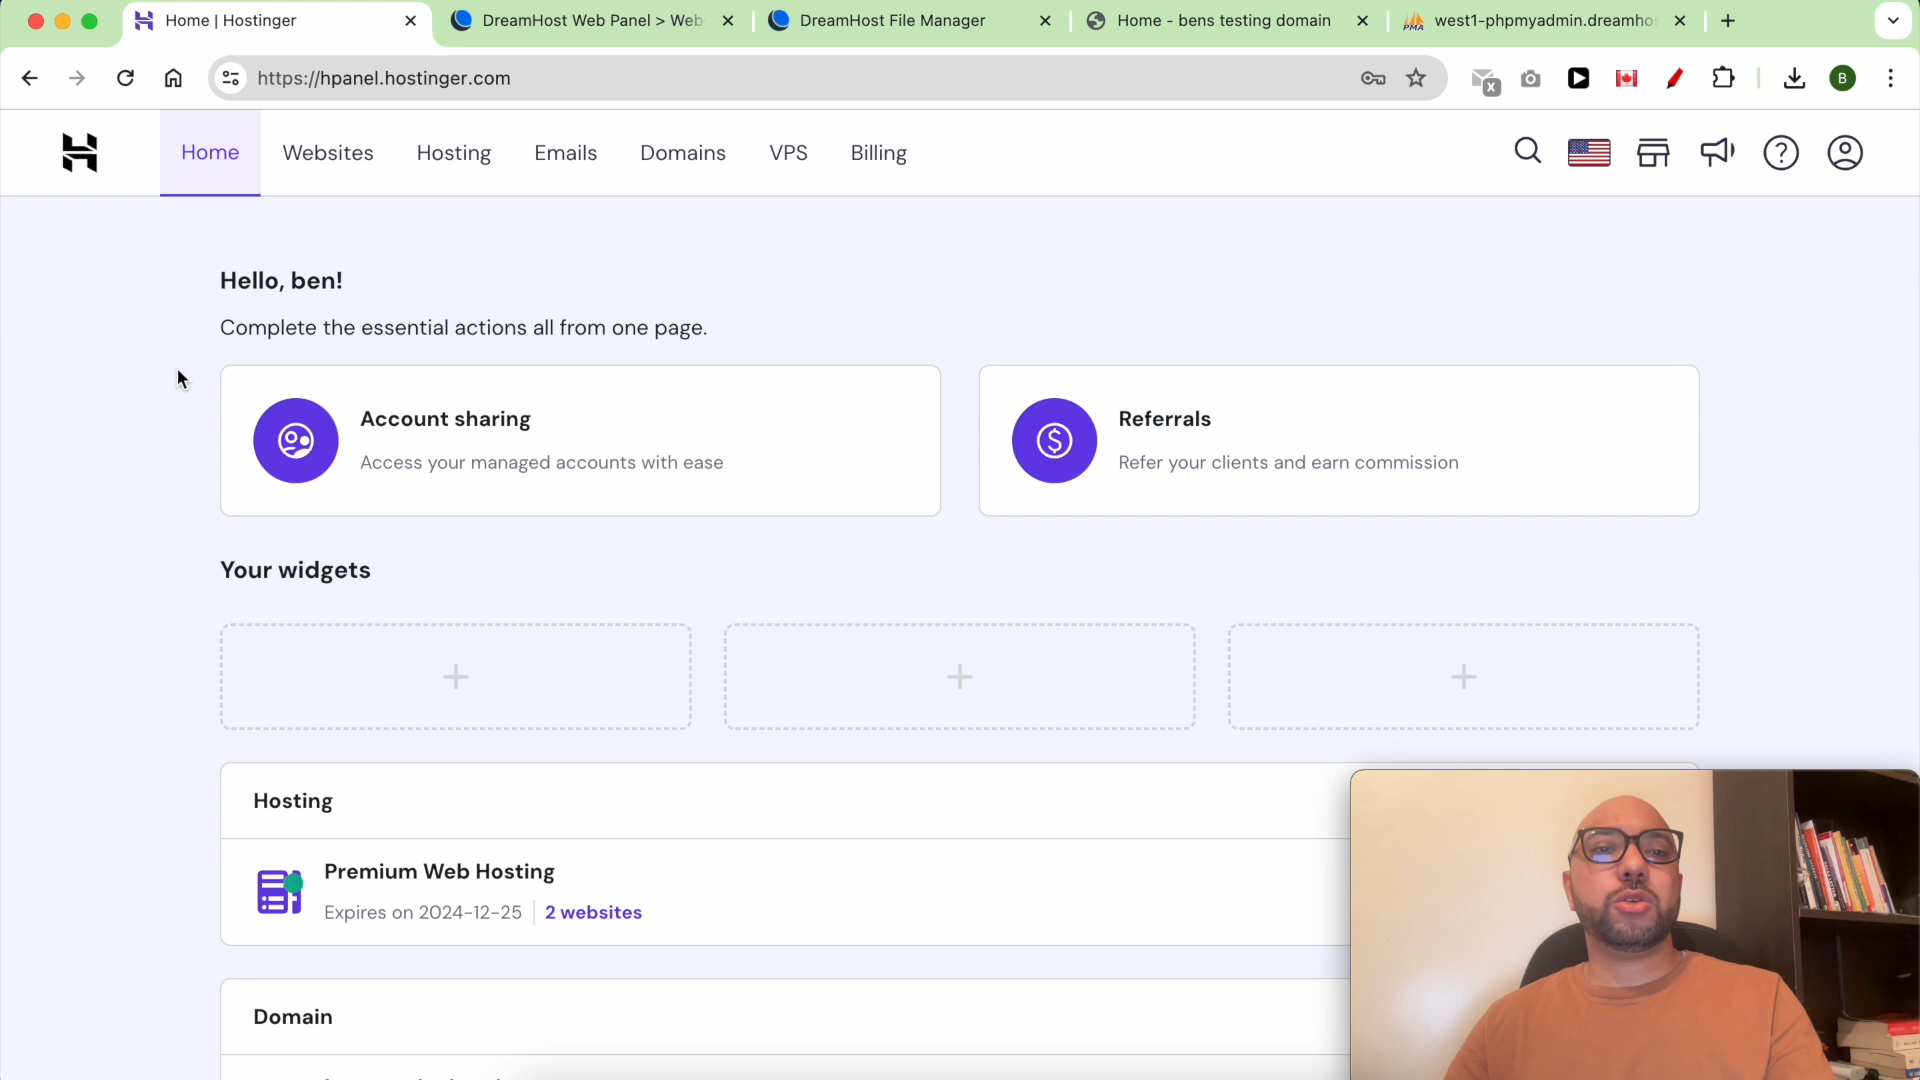 Home | Hostinger
DreamHost Web Panel > Web
DreamHost File Manager
Home - bens testing domain
west1-phpmyadmin.dreamho
https://hpanel.hostinger.com
B
Home
Websites
Hosting
Emails
Domains
VPS
Billing
Hello, ben!
Complete the essential actions all from one page.
Account sharing
Access your managed accounts with ease
Referrals
Refer your clients and earn commission
Your widgets
Hosting
Premium Web Hosting
Expires on 2024-12-25
2 websites
Domain